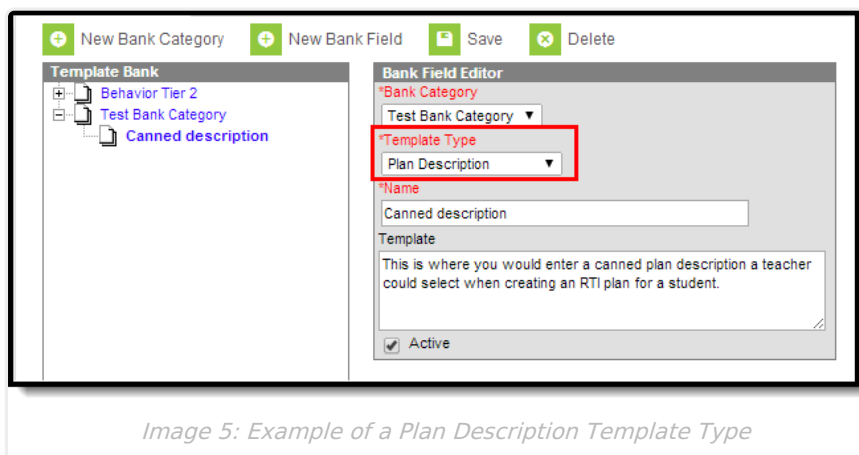 New Bank Category New Bank Field Save Delete
Template Bank
Behavior Tier 2
Test Bank Category
Canned description
Bank Field Editor
*Bank Category
Test Bank Category
*Template Type
Plan Description
*Name
Canned description
Template
This is where you would enter a canned plan description a teacher
could select when creating an RTI plan for a student.
Active
Image 5: Example of a Plan Description Template Type